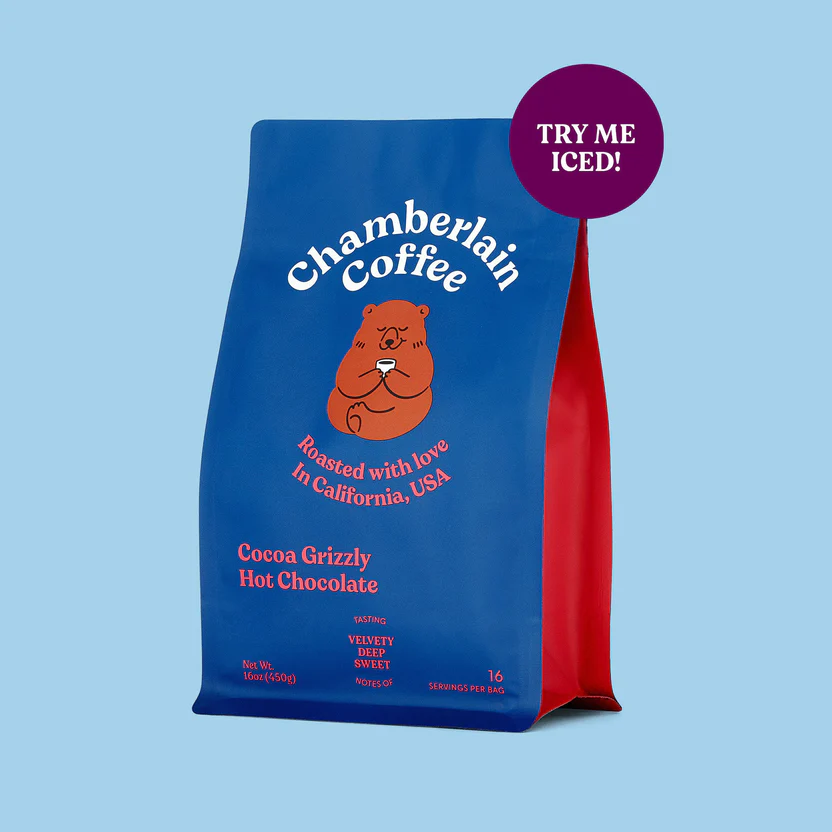 TRY ME
ICED!
Chamberlain
Coffee
Roasted with love
In California, USA
Cocoa Grizzly
Hot Chocolate
TASTING
VELVETY
DEEP
SWEET
NOTES OF
Net Wt.
16oz (450g)
16
SERVINGS PER BAG